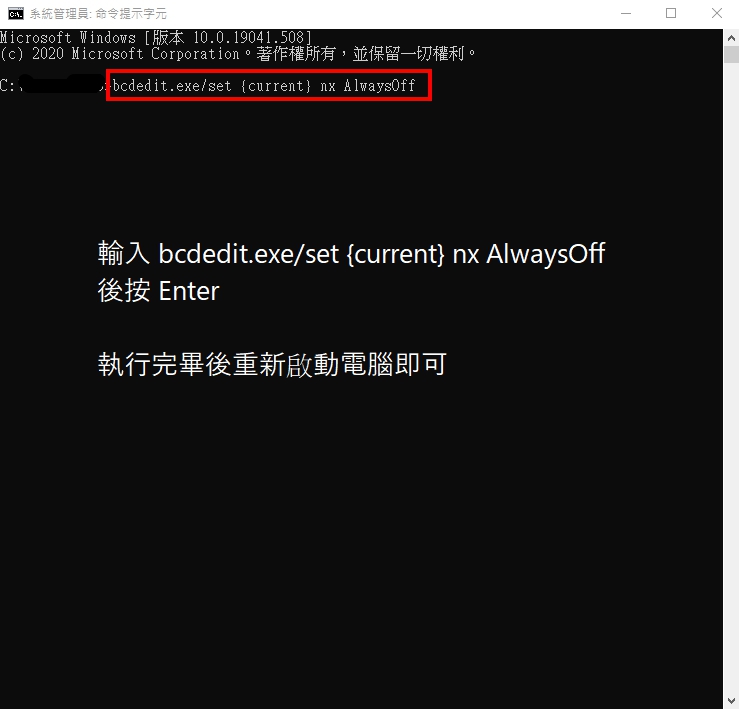 系統管理員: 命令提示字元
Microsoft Windows [版本 10.0.19041.508]
(c) 2020 Microsoft Corporation。著作權所有，並保留一切權利。
C:\>bcdedit.exe/set {current} nx AlwaysOff
輸入 bcdedit.exe/set {current} nx AlwaysOff
後按 Enter
執行完畢後重新啟動電腦即可